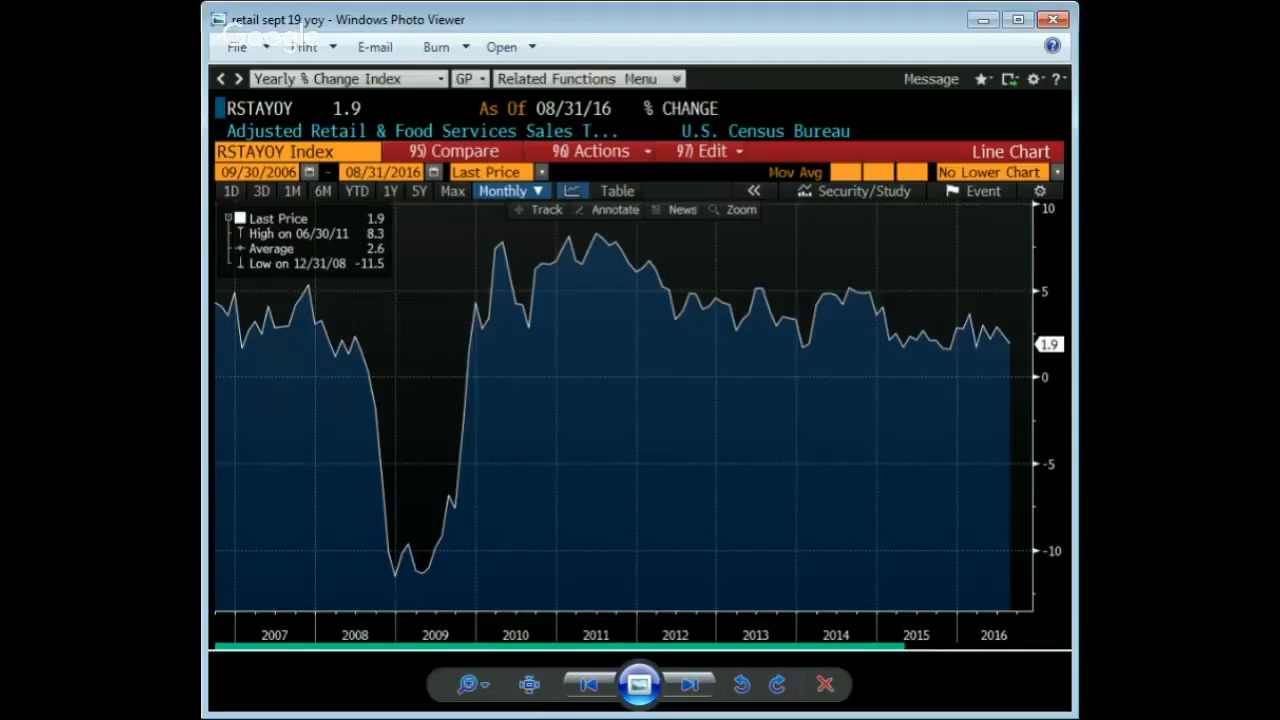 retail sept 19 yoy - Windows Photo Viewer
Google
File Print E-mail Burn Open
Yearly % Change Index GP Related Functions Menu Message
RSTAYOY 1.9 As Of 08/31/16 % CHANGE
Adjusted Retail & Food Services Sales T... U.S. Census Bureau
RSTAYOY Index 95) Compare 96) Actions 97) Edit Line Chart
09/30/2006 - 08/31/2016 Last Price Mov Avg No Lower Chart
1D 3D 1M 6M YTD 1Y 5Y Max Monthly ▼ Table « Security/Study Event
Track Annotate News Zoom
Last Price 1.9
High on 06/30/11 8.3
Average 2.6
Low on 12/31/08 -11.5
10
5
1.9
0
-5
-10
2007 2008 2009 2010 2011 2012 2013 2014 2015 2016